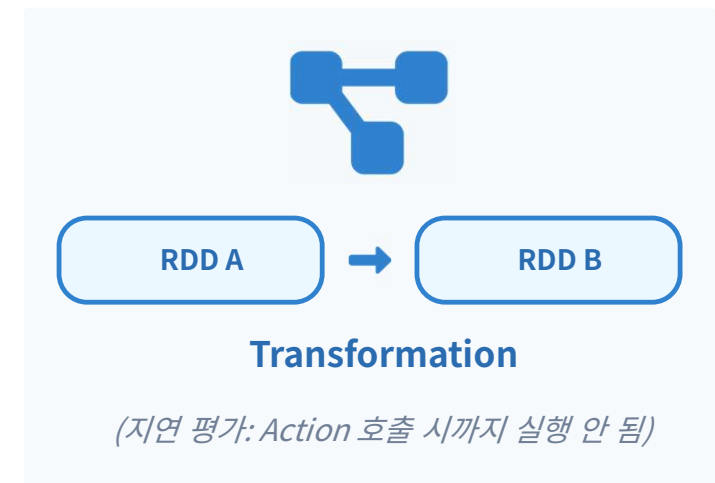 RDD A
RDD B
Transformation
(지연 평가: Action 호출 시까지 실행 안 됨)